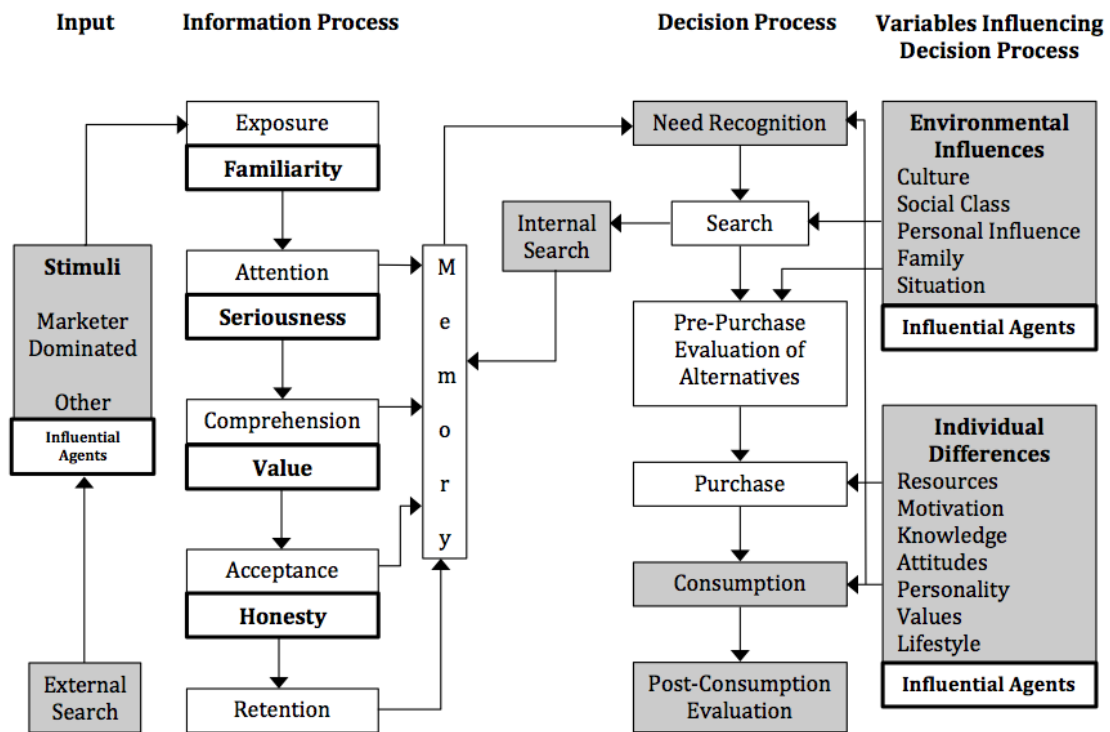 Input
Information Process
Decision Process
Variables Influencing
Decision Process
Exposure
Familiarity
Attention
Seriousness
Comprehension
Value
Acceptance
Honesty
Retention
Stimuli
Marketer
Dominated
Other
Influential
Agents
External
Search
M
e
m
o
r
y
Internal
Search
Need Recognition
Search
Pre-Purchase
Evaluation of
Alternatives
Purchase
Consumption
Post-Consumption
Evaluation
Environmental
Influences
Culture
Social Class
Personal Influence
Family
Situation
Influential Agents
Individual
Differences
Resources
Motivation
Knowledge
Attitudes
Personality
Values
Lifestyle
Influential Agents